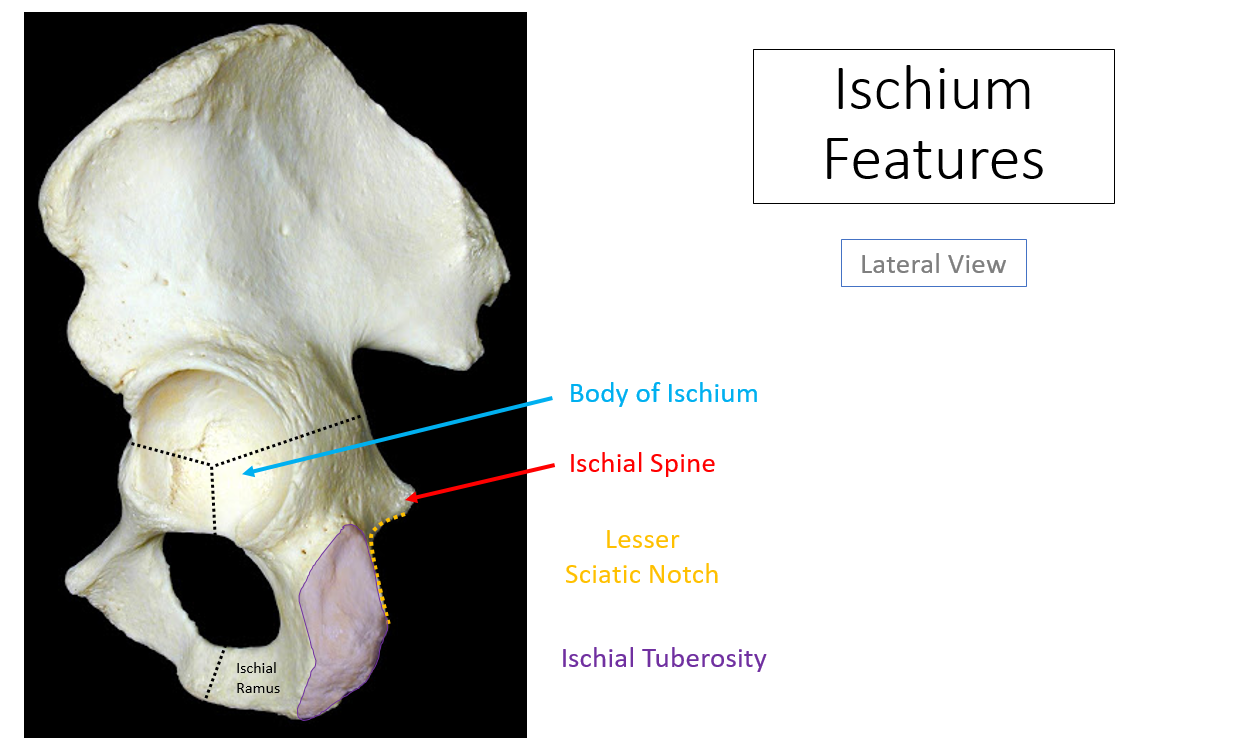 Ischium
Features
Lateral View
Body of Ischium
Ischial Spine
Lesser
Sciatic Notch
Ischial Tuberosity
Ischial
Ramus